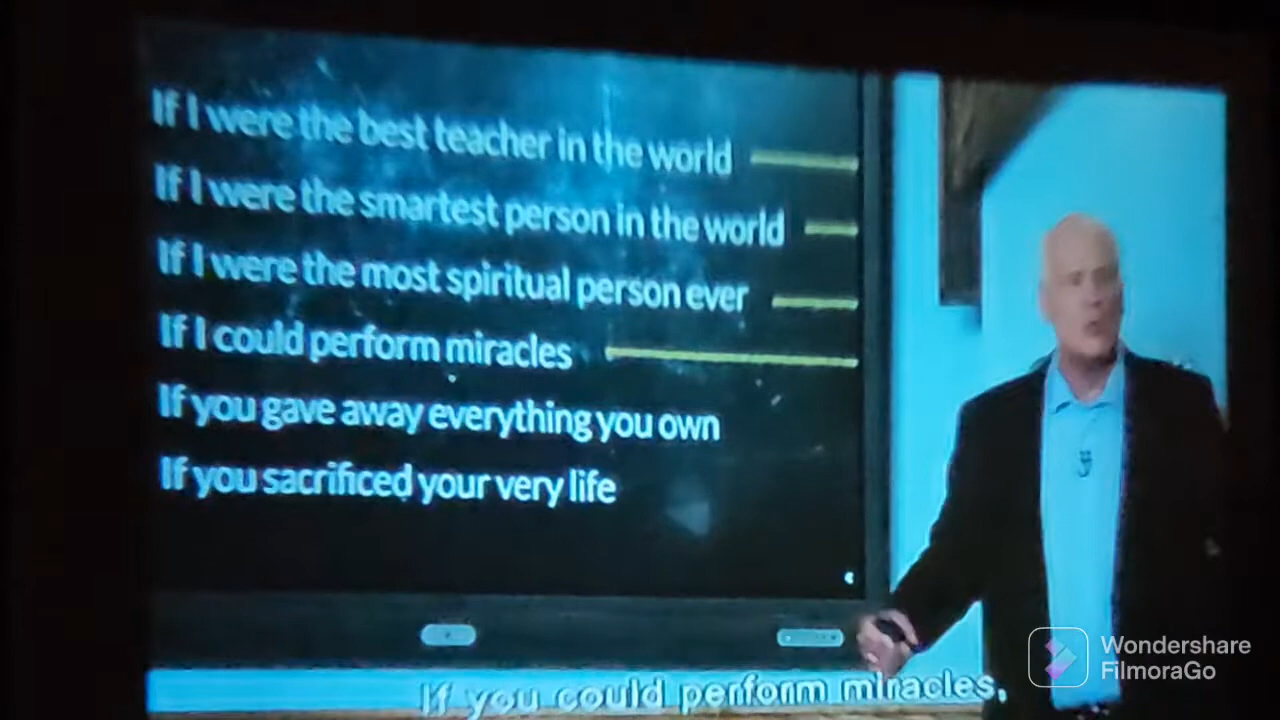 If I were the best teacher in the world
If I were the smartest person in the world
If I were the most spiritual person ever
If I could perform miracles
If you gave away everything you own
If you sacrificed your very life
If you could perform miracles,
Wondershare
FilmoraGo